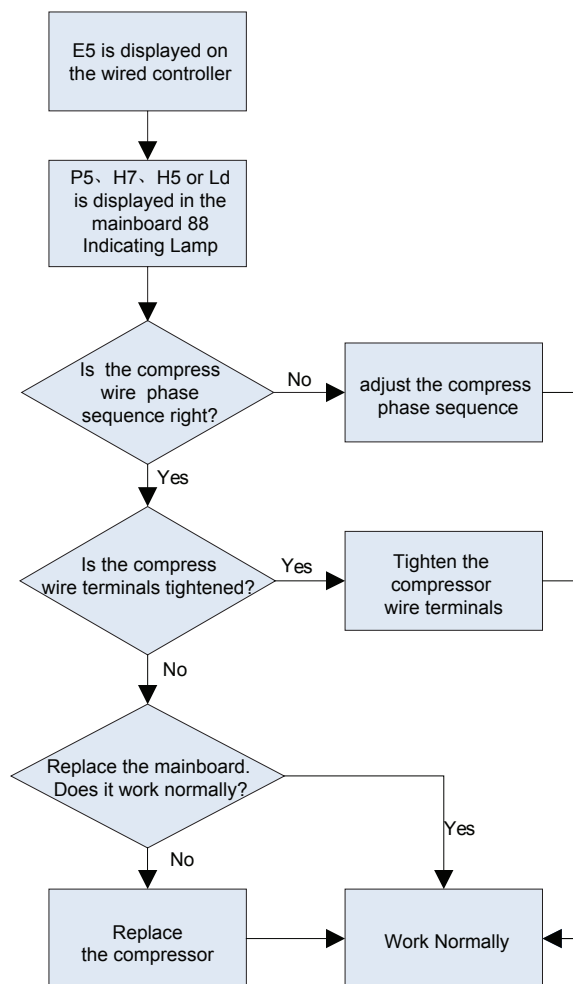 E5 is displayed on
the wired controller
P5、H7、H5 or Ld
is displayed in the
mainboard 88
Indicating Lamp
Is the compress
wire phase
sequence right?
No
adjust the compress
phase sequence
Yes
Is the compress
wire terminals tightened?
Yes
Tighten the
compressor
wire terminals
No
Replace the mainboard.
Does it work normally?
Yes
No
Replace
the compressor
Work Normally